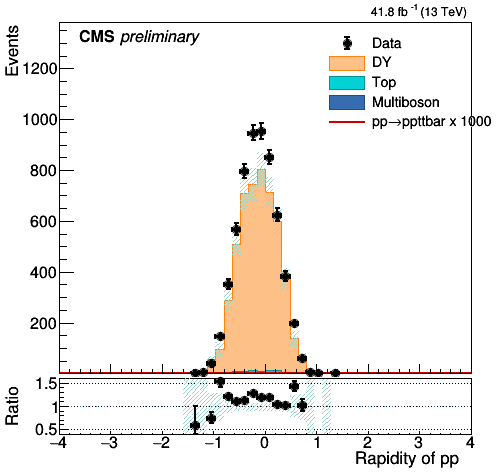 41.8 fb⁻¹ (13 TeV)
CMS preliminary
Events
Data
DY
Top
Multiboson
pp→ppttbar x 1000
1200
1000
800
600
400
200
Ratio
1.5
1
0.5
−4 −3 −2 −1 0 1 2 3 4
Rapidity of pp